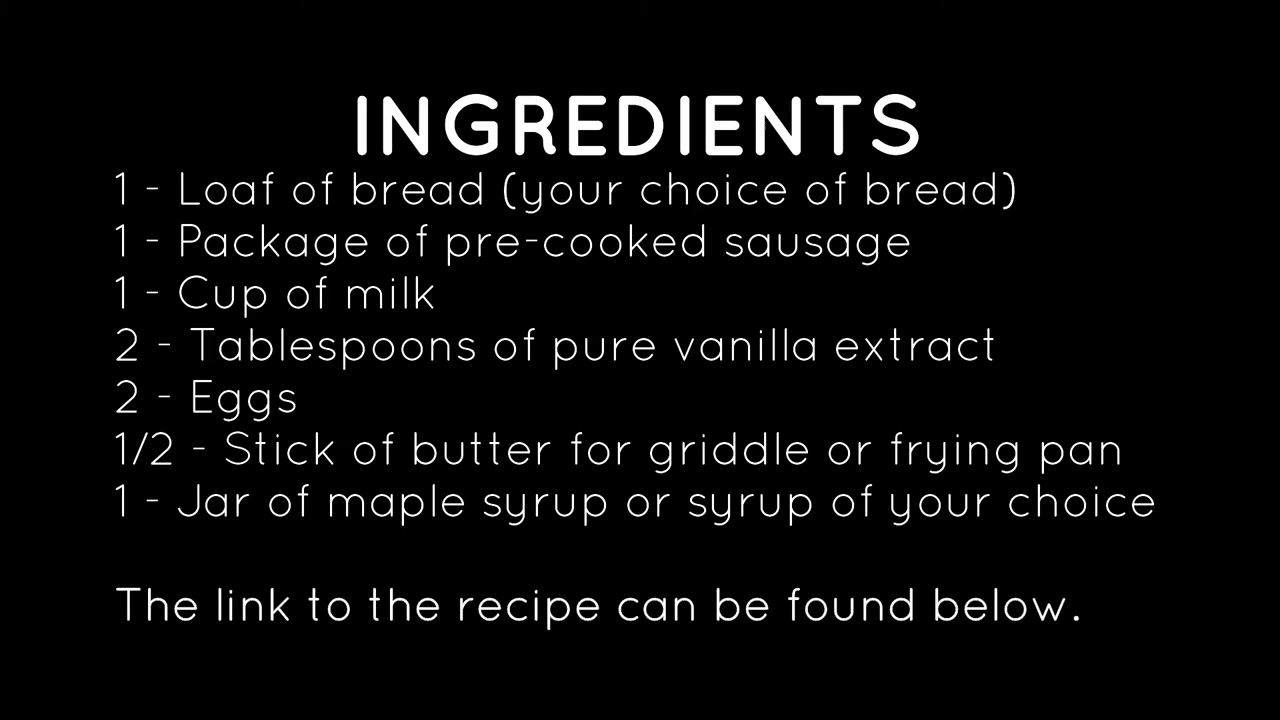 INGREDIENTS
1 - Loaf of bread (your choice of bread)
1 - Package of pre-cooked sausage
1 - Cup of milk
2 - Tablespoons of pure vanilla extract
2 - Eggs
1/2 - Stick of butter for griddle or frying pan
1 - Jar of maple syrup or syrup of your choice
The link to the recipe can be found below.